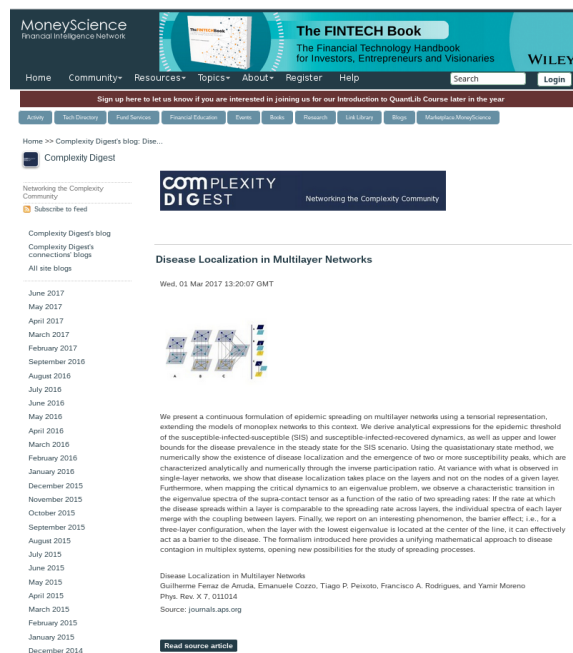 MoneyScience
Financial Intelligence Network
The FINTECH Book
The Financial Technology Handbook
for Investors, Entrepreneurs and Visionaries
WILEY
Home Community Resources Topics About Register Help Search Login
Sign up here to let us know if you are interested in joining us for our Introduction to QuantLib Course later in the year
Activity Tech Directory Fund Services Financial Education Events Books Research Link Library Blogs Marketplace.MoneyScience
Home >> Complexity Digest's blog: Dise...
Complexity Digest
Networking the Complexity
Community
Subscribe to feed
Complexity Digest's blog
Complexity Digest's
connections' blogs
All site blogs
June 2017
May 2017
April 2017
March 2017
February 2017
September 2016
August 2016
July 2016
June 2016
May 2016
April 2016
March 2016
February 2016
January 2016
December 2015
November 2015
October 2015
September 2015
August 2015
July 2015
June 2015
May 2015
April 2015
March 2015
February 2015
January 2015
December 2014
COMPLEXITY
DIGEST
Networking the Complexity Community
Disease Localization in Multilayer Networks
Wed, 01 Mar 2017 13:20:07 GMT
A B C
We present a continuous formulation of epidemic spreading on multilayer networks using a tensorial representation,
extending the models of monoplex networks to this context. We derive analytical expressions for the epidemic threshold
of the susceptible-infected-susceptible (SIS) and susceptible-infected-recovered dynamics, as well as upper and lower
bounds for the disease prevalence in the steady state for the SIS scenario. Using the quasistationary state method, we
numerically show the existence of disease localization and the emergence of two or more susceptibility peaks, which are
characterized analytically and numerically through the inverse participation ratio. At variance with what is observed in
single-layer networks, we show that disease localization takes place on the layers and not on the nodes of a given layer.
Furthermore, when mapping the critical dynamics to an eigenvalue problem, we observe a characteristic transition in
the eigenvalue spectra of the supra-contact tensor as a function of the ratio of two spreading rates: If the rate at which
the disease spreads within a layer is comparable to the spreading rate across layers, the individual spectra of each layer
merge with the coupling between layers. Finally, we report on an interesting phenomenon, the barrier effect; i.e., for a
three-layer configuration, when the layer with the lowest eigenvalue is located at the center of the line, it can effectively
act as a barrier to the disease. The formalism introduced here provides a unifying mathematical approach to disease
contagion in multiplex systems, opening new possibilities for the study of spreading processes.
Disease Localization in Multilayer Networks
Guilherme Ferraz de Arruda, Emanuele Cozzo, Tiago P. Peixoto, Francisco A. Rodrigues, and Yamir Moreno
Phys. Rev. X 7, 011014
Source: journals.aps.org
Read source article